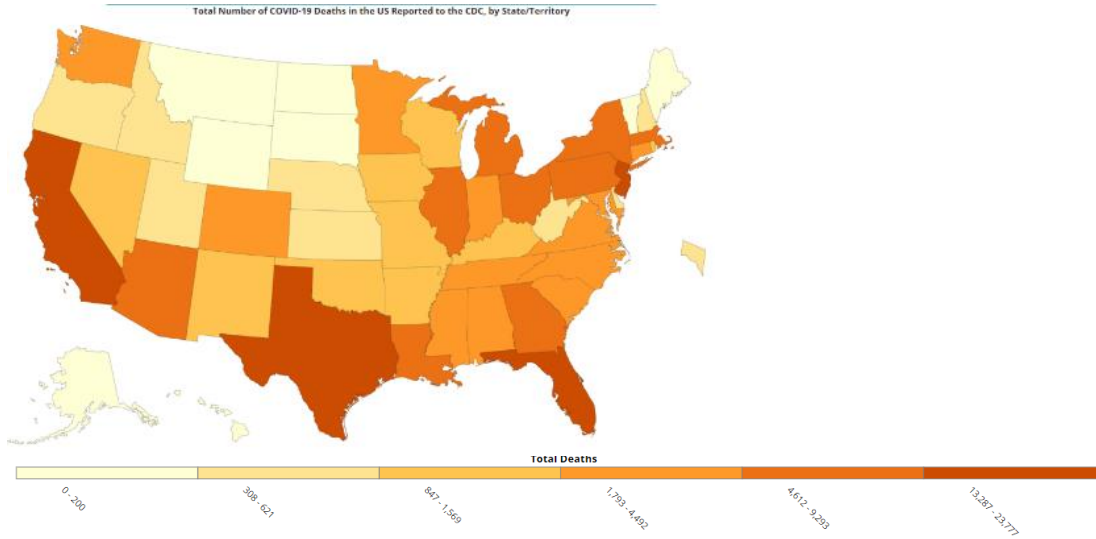 Total Number of COVID-19 Deaths in the US Reported to the CDC, by State/Territory
Total Deaths
0 - 200
308 - 621
847 - 1,569
1,793 - 4,492
4,612 - 9,293
13,287 - 23,777